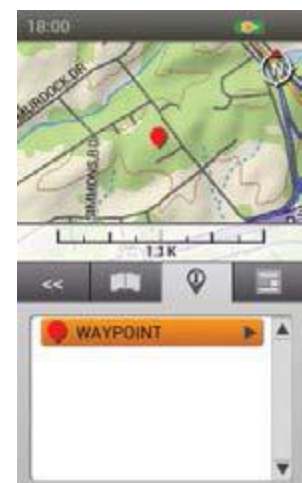 18:00
MURDOCK DR
SIMMONS RD
W
1.3 K
<<
WAYPOINT